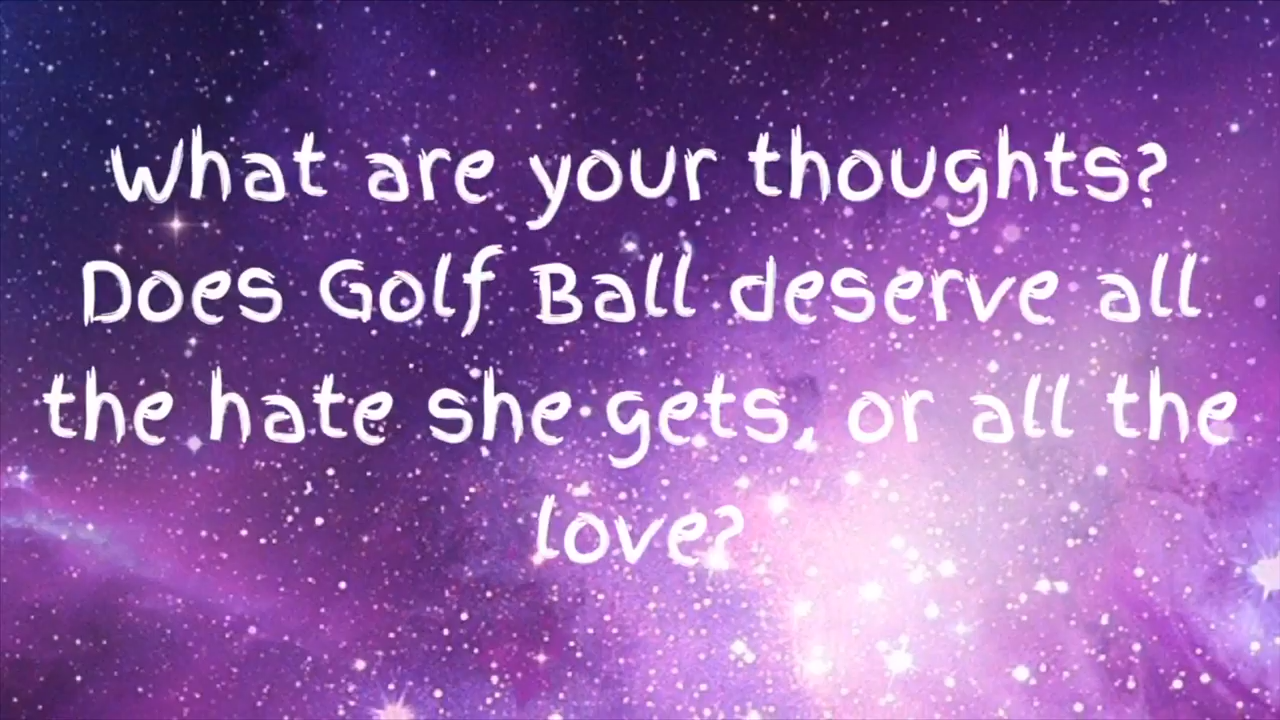 What are your thoughts?
Does Golf Ball deserve all
the hate she gets, or all the
love?